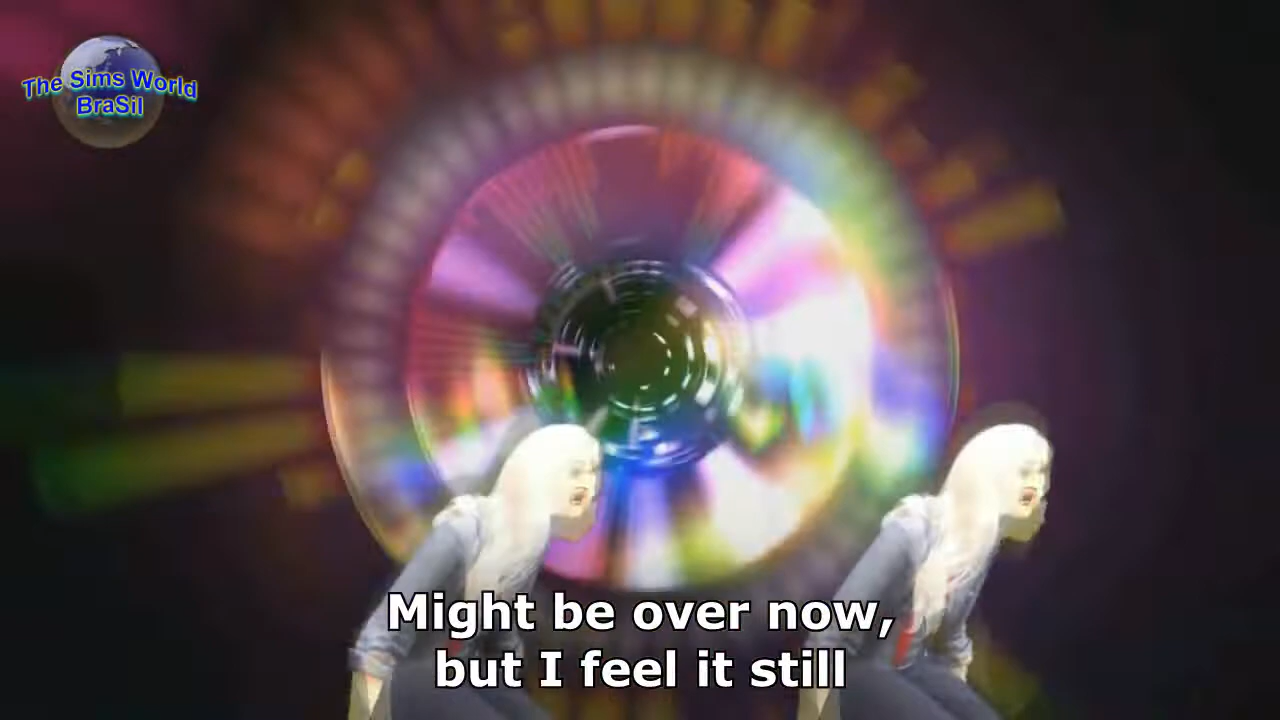 The Sims World
BraSil
Might be over now,
but I feel it still